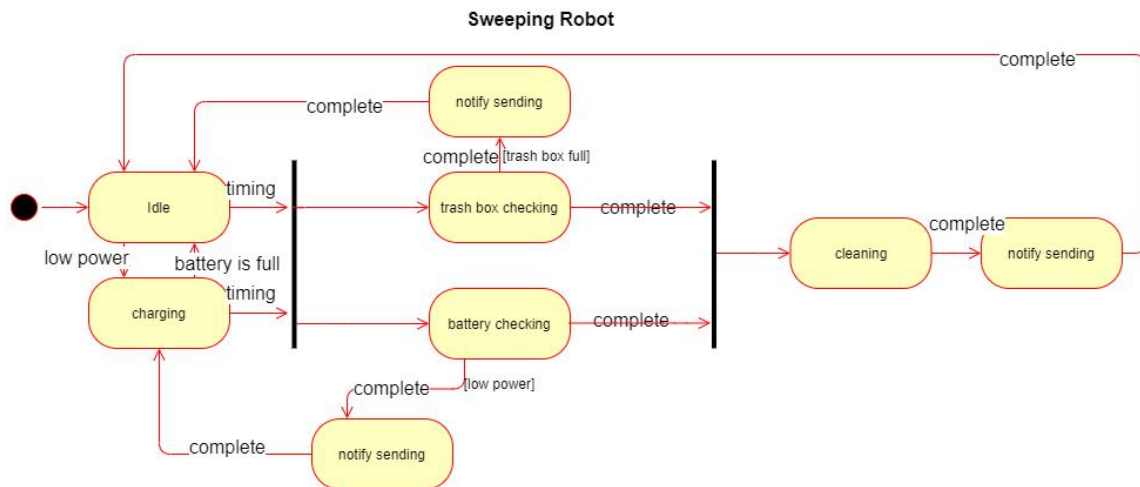 Sweeping Robot
complete
notify sending
complete
complete [trash box full]
Idle
timing
trash box checking
complete
low power
battery is full
cleaning
complete
notify sending
charging
timing
battery checking
complete
complete
[low power]
complete
notify sending